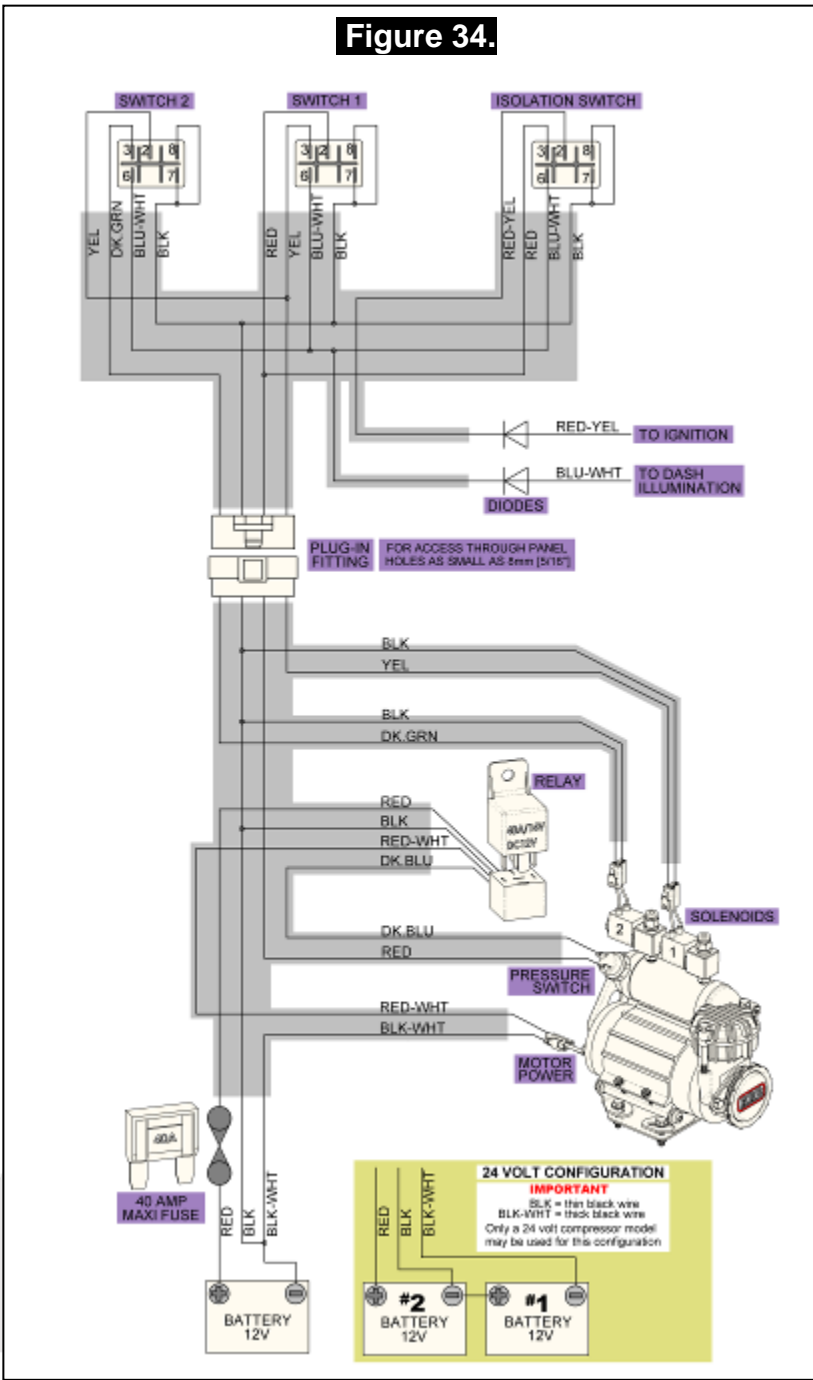 Figure 34.
SWITCH 2
SWITCH 1
ISOLATION SWITCH
3 2 8
6 7
3 2 8
6 7
3 2 8
6 7
YEL
DK.GRN
BLU-WHT
BLK
RED
YEL
BLU-WHT
BLK
RED-YEL
RED
BLU-WHT
BLK
RED-YEL
TO IGNITION
BLU-WHT
TO DASH
ILLUMINATION
DIODES
PLUG-IN
FITTING
FOR ACCESS THROUGH PANEL
HOLES AS SMALL AS 8mm [5/16"]
BLK
YEL
BLK
DK.GRN
RELAY
40A/14V
DC12V
RED
BLK
RED-WHT
DK.BLU
2
1
SOLENOIDS
DK.BLU
RED
PRESSURE
SWITCH
RED-WHT
BLK-WHT
MOTOR
POWER
40A
40 AMP
MAXI FUSE
RED
BLK
BLK-WHT
BATTERY
12V
24 VOLT CONFIGURATION
IMPORTANT
BLK = thin black wire
BLK-WHT = thick black wire
Only a 24 volt compressor model
may be used for this configuration
RED
BLK
BLK-WHT
#2
BATTERY
12V
#1
BATTERY
12V